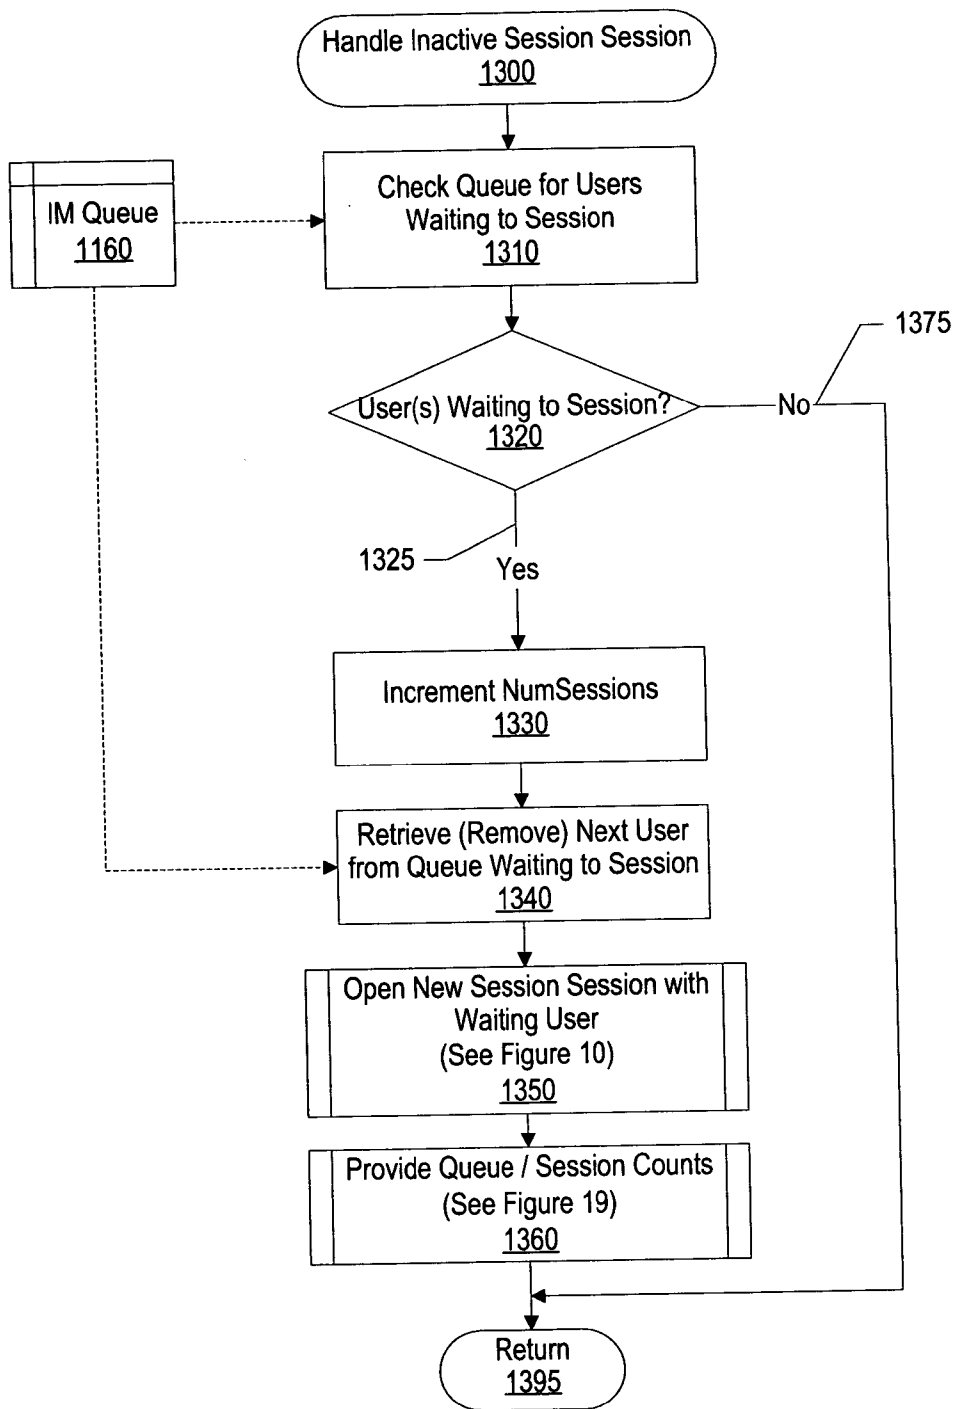 Handle Inactive Session Session
1300
IM Queue
1160
Check Queue for Users
Waiting to Session
1310
1375
User(s) Waiting to Session?
1320
No
1325
Yes
Increment NumSessions
1330
Retrieve (Remove) Next User
from Queue Waiting to Session
1340
Open New Session Session with
Waiting User
(See Figure 10)
1350
Provide Queue / Session Counts
(See Figure 19)
1360
Return
1395